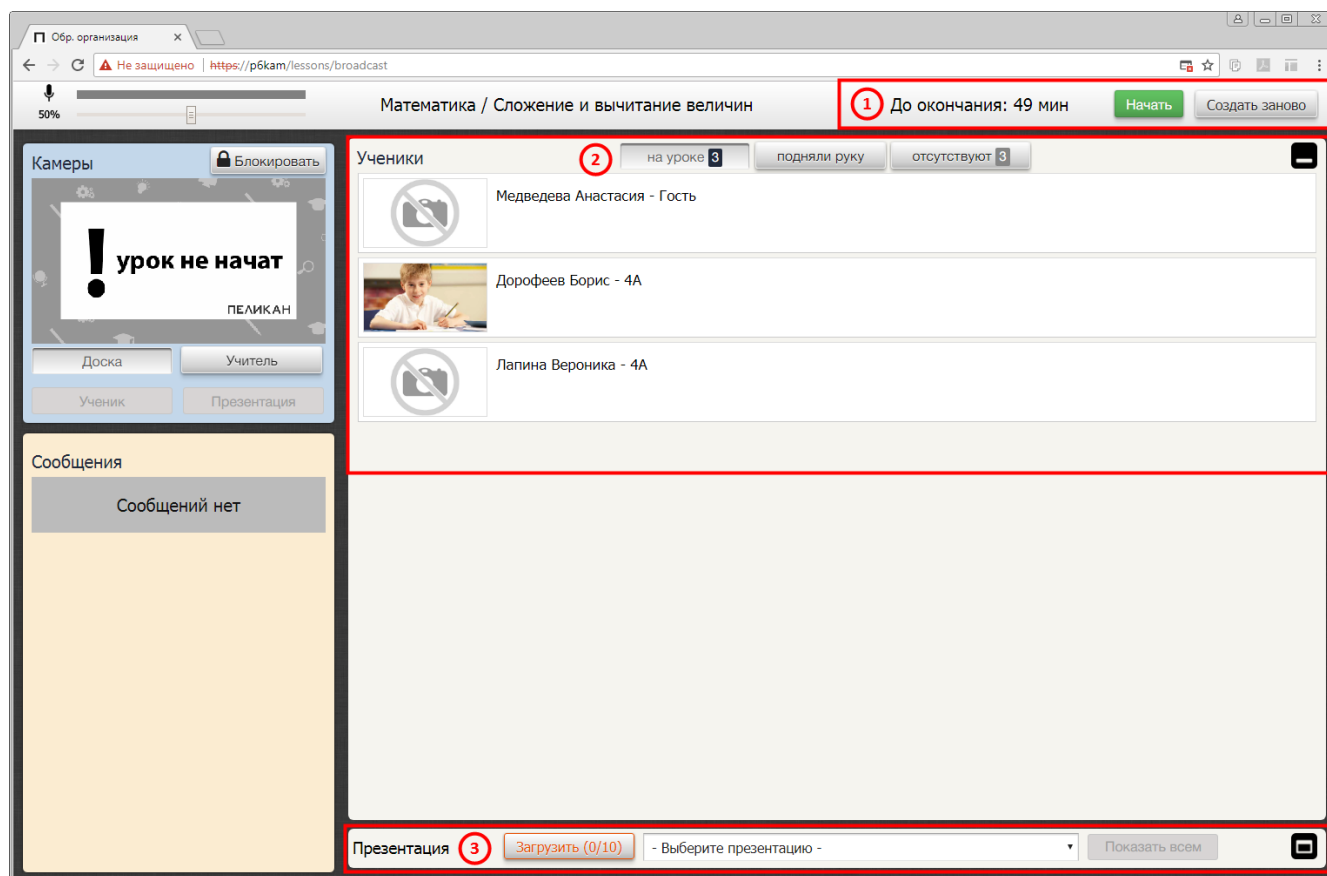 Обр. организация
Не защищено | https://p6kam/lessons/broadcast
50%
Математика / Сложение и вычитание величин
1 До окончания: 49 мин
Начать
Создать заново
Камеры
Блокировать
! урок не начат
ПЕЛИКАН
Доска
Учитель
Ученик
Презентация
Сообщения
Сообщений нет
Ученики
2
на уроке 3
подняли руку
отсутствуют 3
Медведева Анастасия - Гость
Дорофеев Борис - 4А
Лапина Вероника - 4А
Презентация
3
Загрузить (0/10)
- Выберите презентацию -
Показать всем